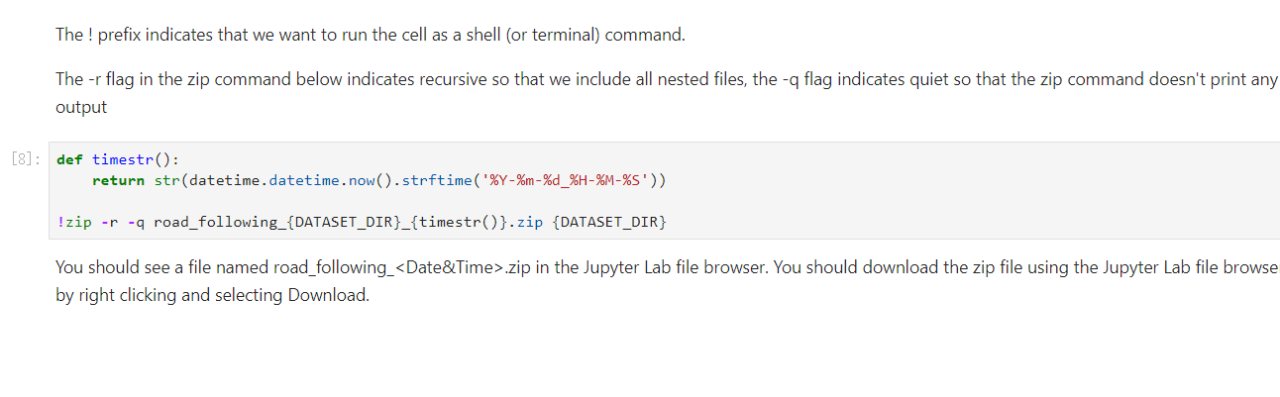 The ! prefix indicates that we want to run the cell as a shell (or terminal) command.
The -r flag in the zip command below indicates recursive so that we include all nested files, the -q flag indicates quiet so that the zip command doesn't print any
output
[8]: def timestr():
    return str(datetime.datetime.now().strftime('%Y-%m-%d_%H-%M-%S'))
!zip -r -q road_following_{DATASET_DIR}_{timestr()}.zip {DATASET_DIR}
You should see a file named road_following_<Date&Time>.zip in the Jupyter Lab file browser. You should download the zip file using the Jupyter Lab file browse
by right clicking and selecting Download.